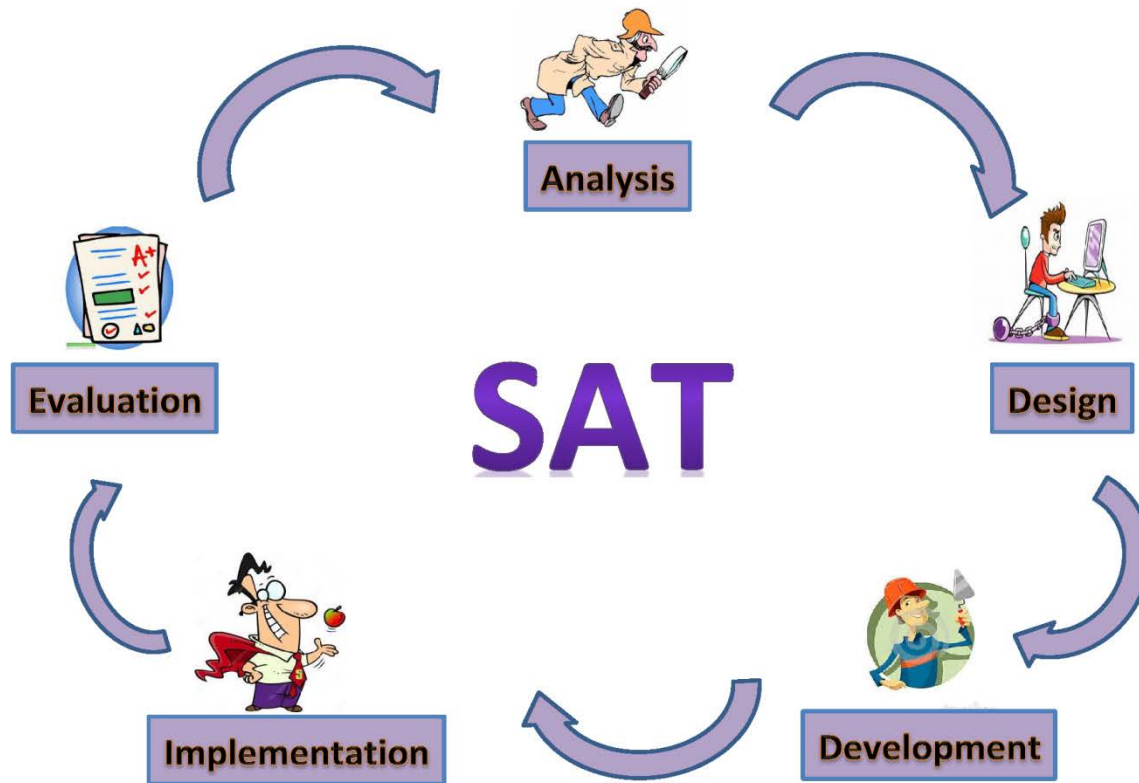 Analysis
Design
Development
Implementation
Evaluation
SAT
A+